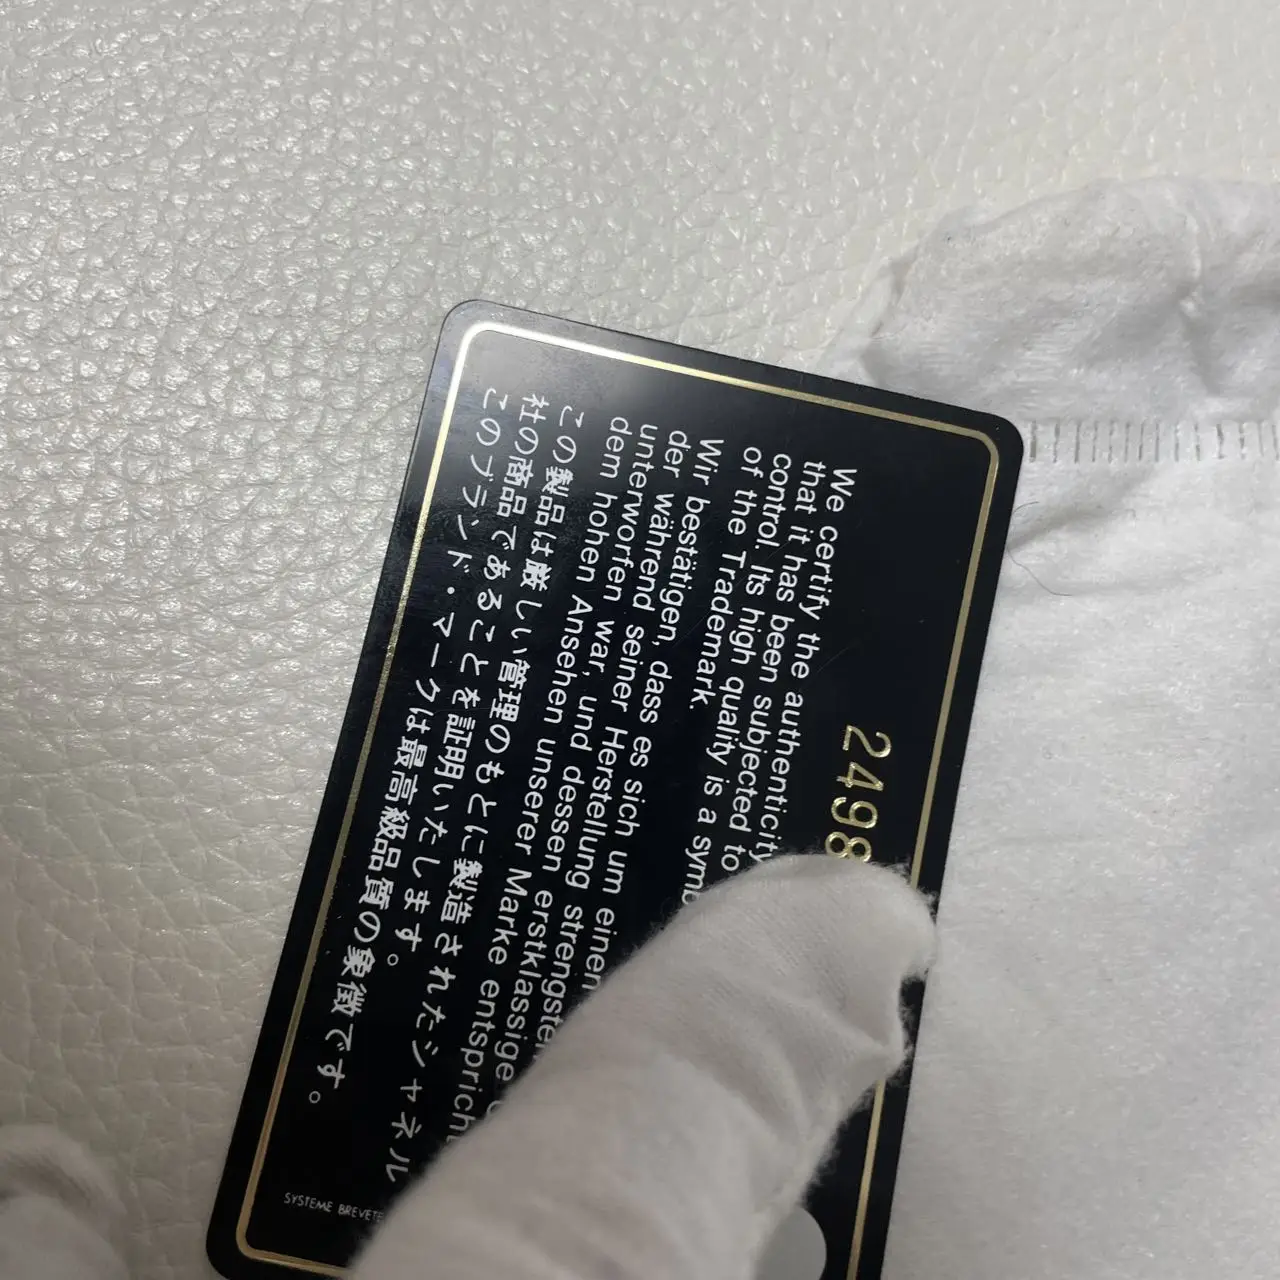 2498
We certify the authenticity
that it has been subjected to
control. Its high quality is a
of the Trademark.
Wir bestätigen, dass es sich um einen
der während seiner Herstellung
unterworfen war, und dessen
dem hohen Ansehen unserer Marke entspricht
この製品は厳しい管理のもとに製造されたシャネル
社の商品であることを証明いたします。
このブランド・マークは最高級品質の象徴です。
SYSTEME